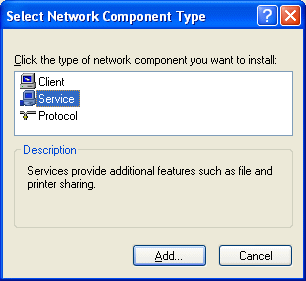 Select Network Component Type
Click the type of network component you want to install:
Client
Service
Protocol
Description
Services provide additional features such as file and
printer sharing.
Add...
Cancel